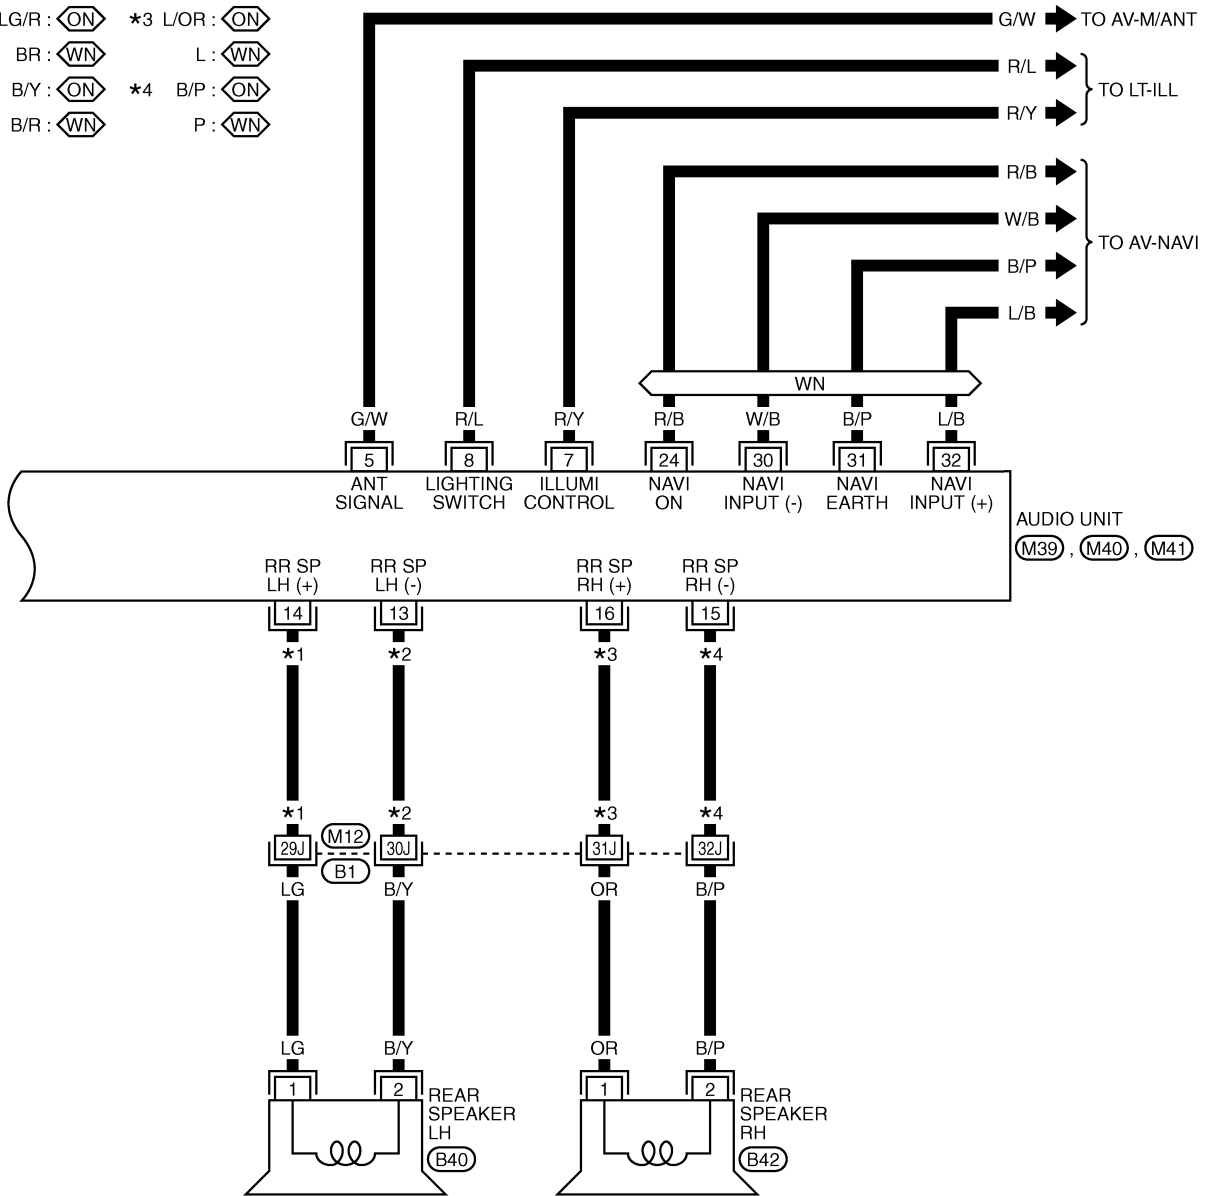 LG/R : ON ★3 L/OR : ON
BR : WN L : WN
B/Y : ON ★4 B/P : ON
B/R : WN P : WN
G/W TO AV-M/ANT
R/L
TO LT-ILL
R/Y
R/B
W/B
TO AV-NAVI
B/P
L/B
WN
G/W R/L R/Y R/B W/B B/P L/B
5 8 7 24 30 31 32
ANT SIGNAL
LIGHTING SWITCH
ILLUMI CONTROL
NAVI ON
NAVI INPUT (-)
NAVI EARTH
NAVI INPUT (+)
AUDIO UNIT
M39 , M40 , M41
RR SP LH (+)
RR SP LH (-)
RR SP RH (+)
RR SP RH (-)
14 13 16 15
★1 ★2 ★3 ★4
★1 ★2 ★3 ★4
M12
29J 30J 31J 32J
B1
LG B/Y OR B/P
LG B/Y OR B/P
1 2 1 2
REAR SPEAKER LH
B40
REAR SPEAKER RH
B42